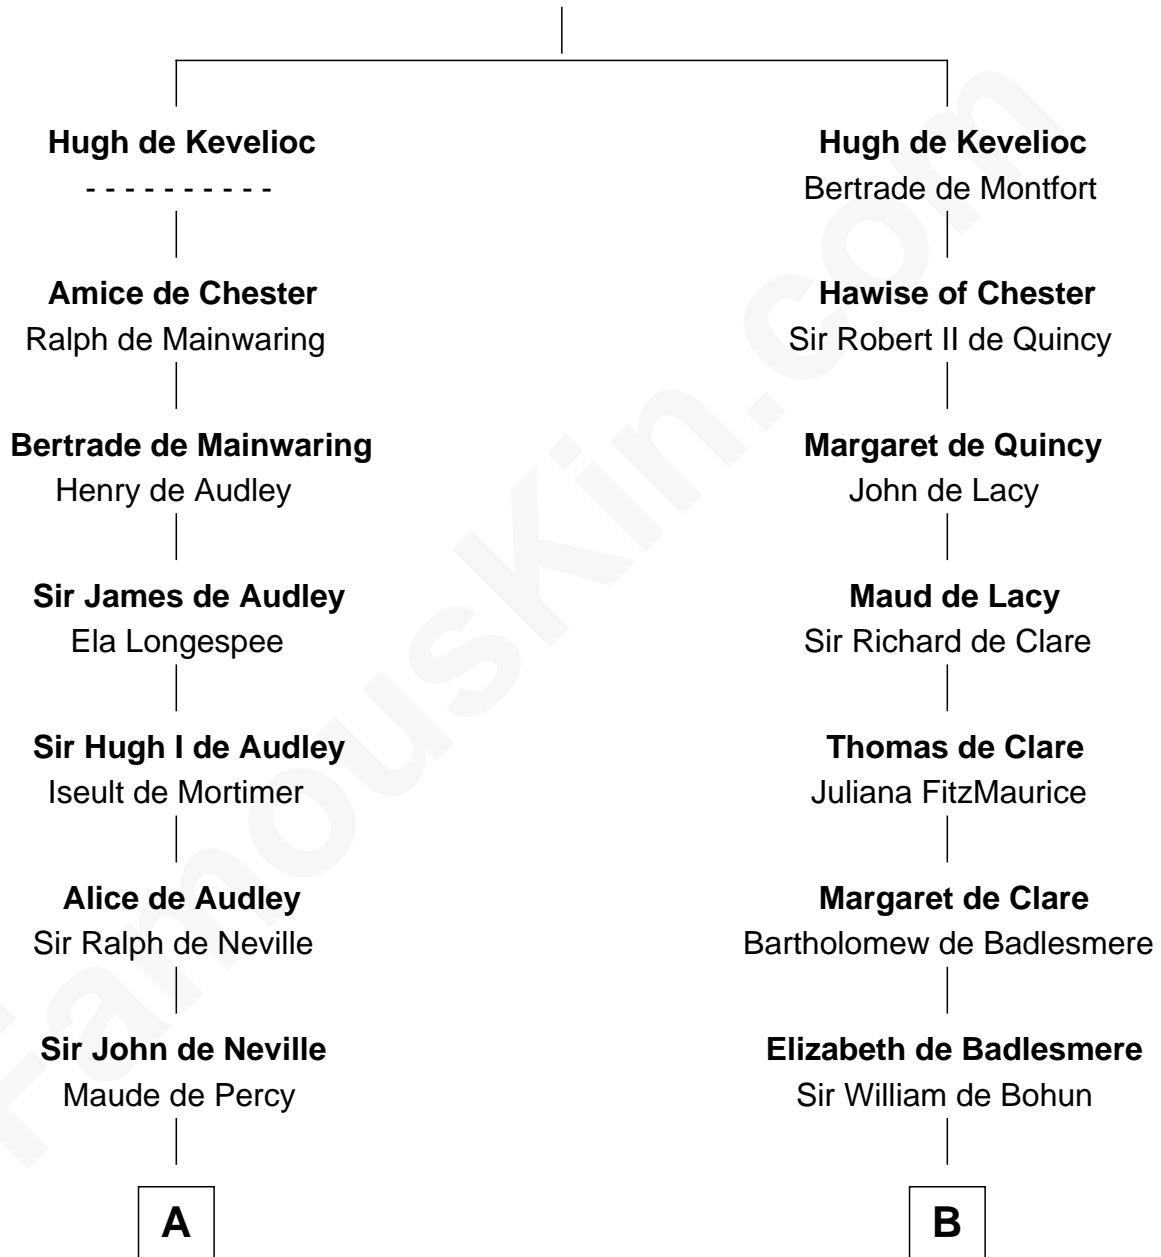 Hugh de Kevelioc
- - - - - - - - - -
Amice de Chester
Ralph de Mainwaring
Bertrade de Mainwaring
Henry de Audley
Sir James de Audley
Ela Longespee
Sir Hugh I de Audley
Iseult de Mortimer
Alice de Audley
Sir Ralph de Neville
Sir John de Neville
Maude de Percy
A
Hugh de Kevelioc
Bertrade de Montfort
Hawise of Chester
Sir Robert II de Quincy
Margaret de Quincy
John de Lacy
Maud de Lacy
Sir Richard de Clare
Thomas de Clare
Juliana FitzMaurice
Margaret de Clare
Bartholomew de Badlesmere
Elizabeth de Badlesmere
Sir William de Bohun
B
FamousKin.com